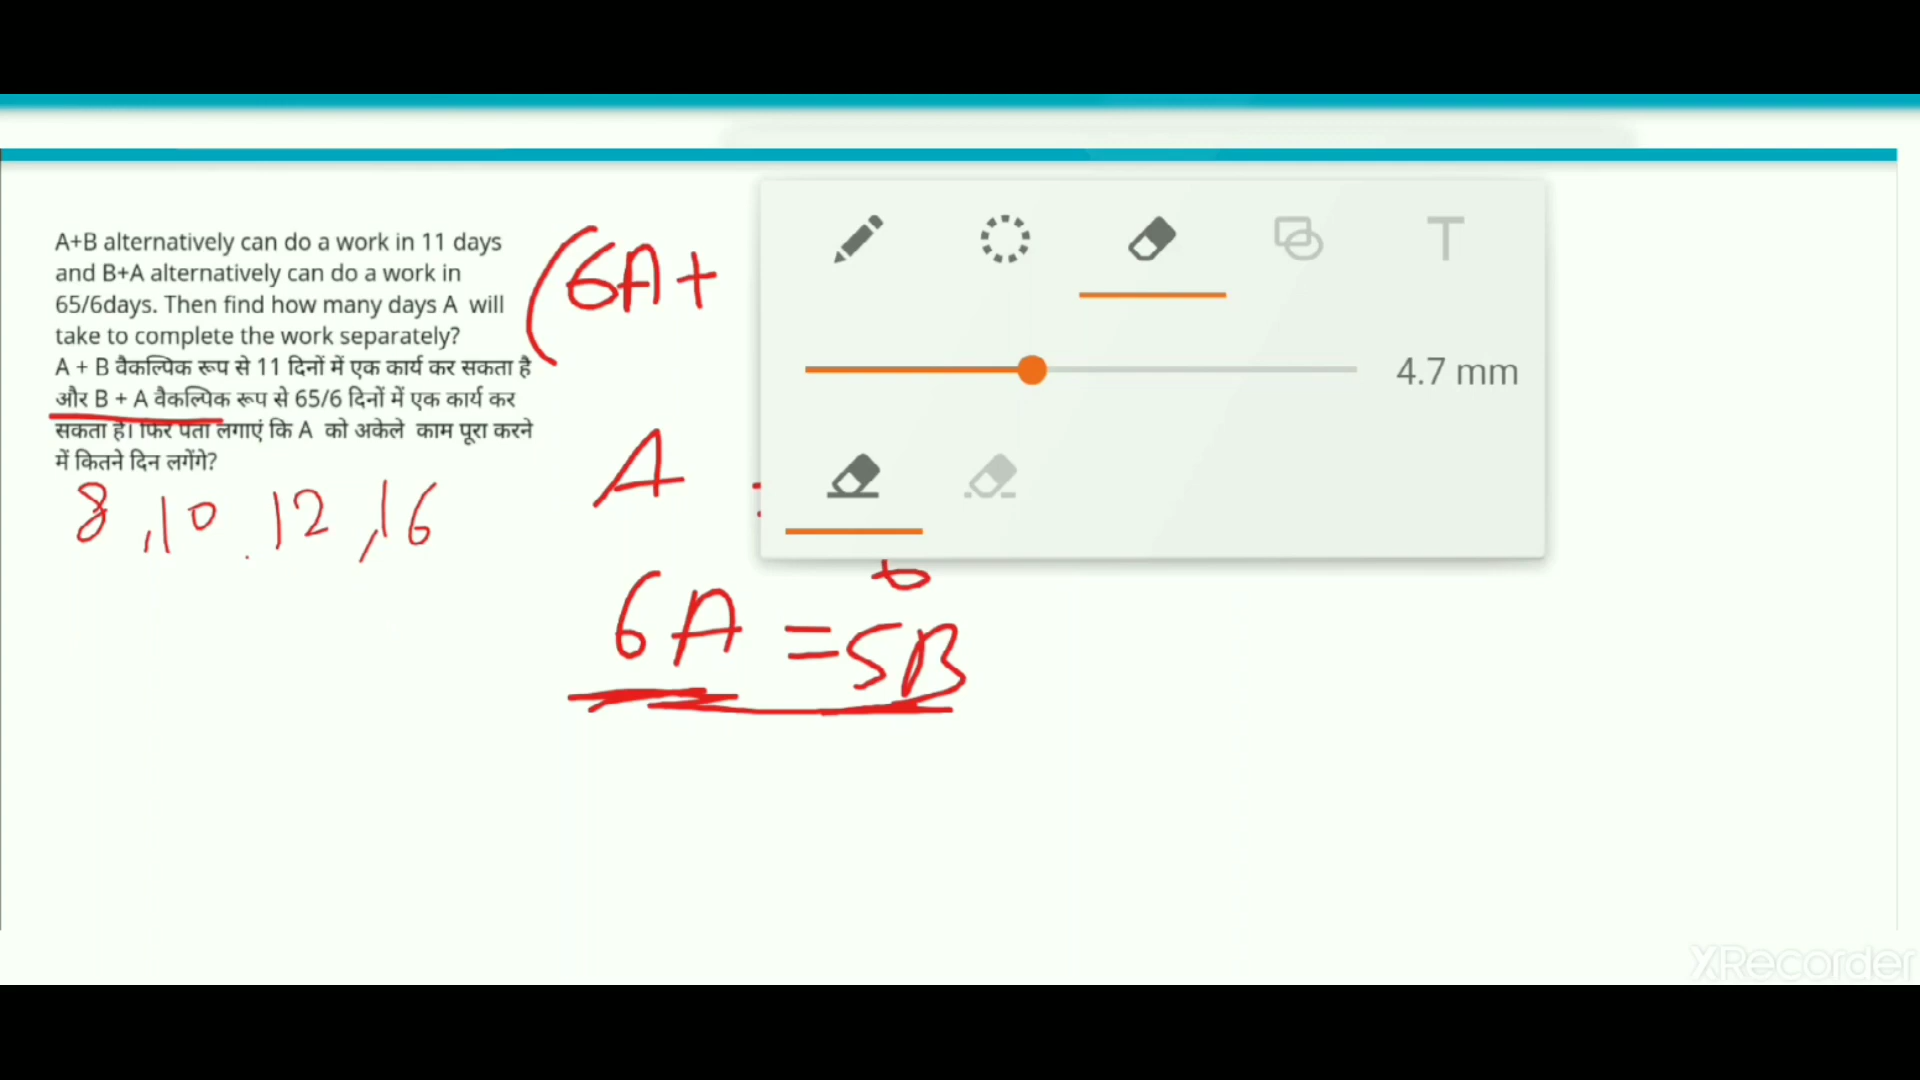 A+B alternatively can do a work in 11 days
and B+A alternatively can do a work in
65/6days. Then find how many days A will
take to complete the work separately?
A + B वैकल्पिक रूप से 11 दिनों में एक कार्य कर सकता है
और B + A वैकल्पिक रूप से 65/6 दिनों में एक कार्य कर
सकता है। फिर पता लगाएं कि A को अकेले काम पूरा करने
में कितने दिन लगेंगे?
8, 10. 12, 16
(6A+
A
6A = 5B
T
4.7 mm
XRecorder